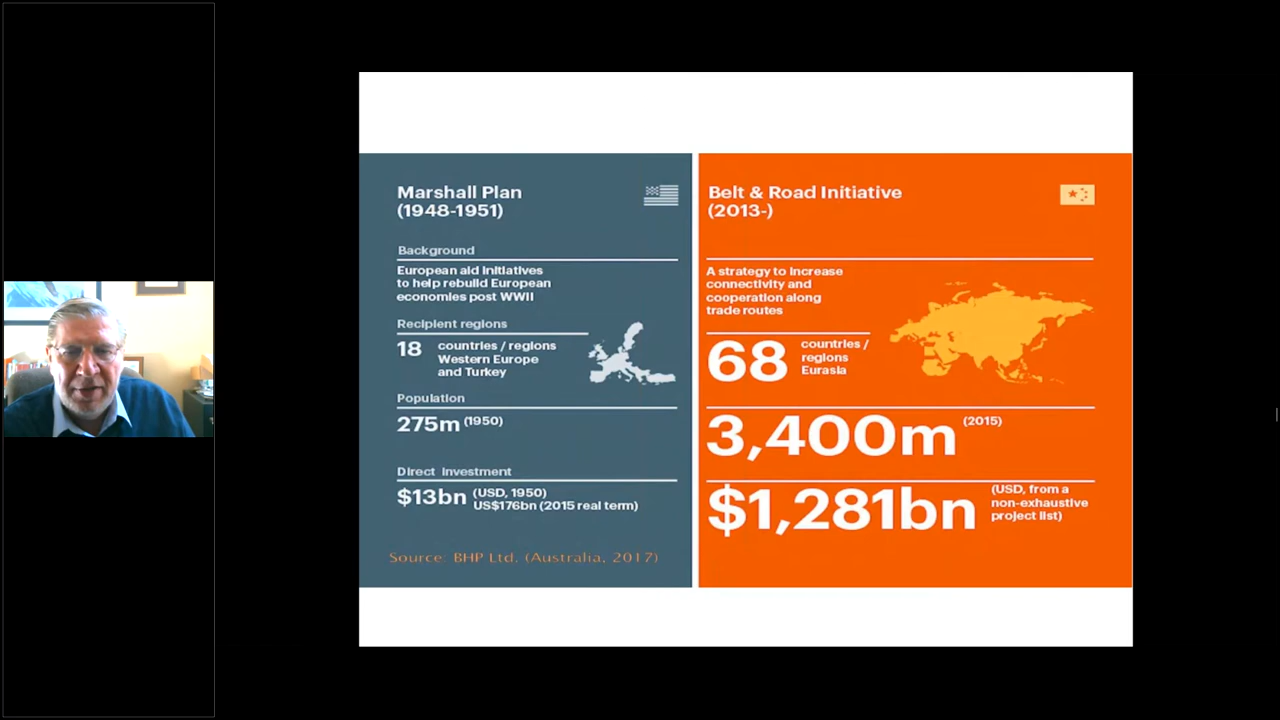 Marshall Plan
(1948-1951)
Background
European aid initiatives
to help rebuild European
economies post WWII
Recipient regions
18
countries / regions
Western Europe
and Turkey
Population
275m (1950)
Direct Investment
$13bn (USD, 1950)
US$176bn (2015 real term)
Source: BHP Ltd. (Australia, 2017)
Belt & Road Initiative
(2013-)
A strategy to increase
connectivity and
cooperation along
trade routes
68
countries /
regions
Eurasia
3,400m (2015)
$1,281bn
(USD, from a
non-exhaustive
project list)